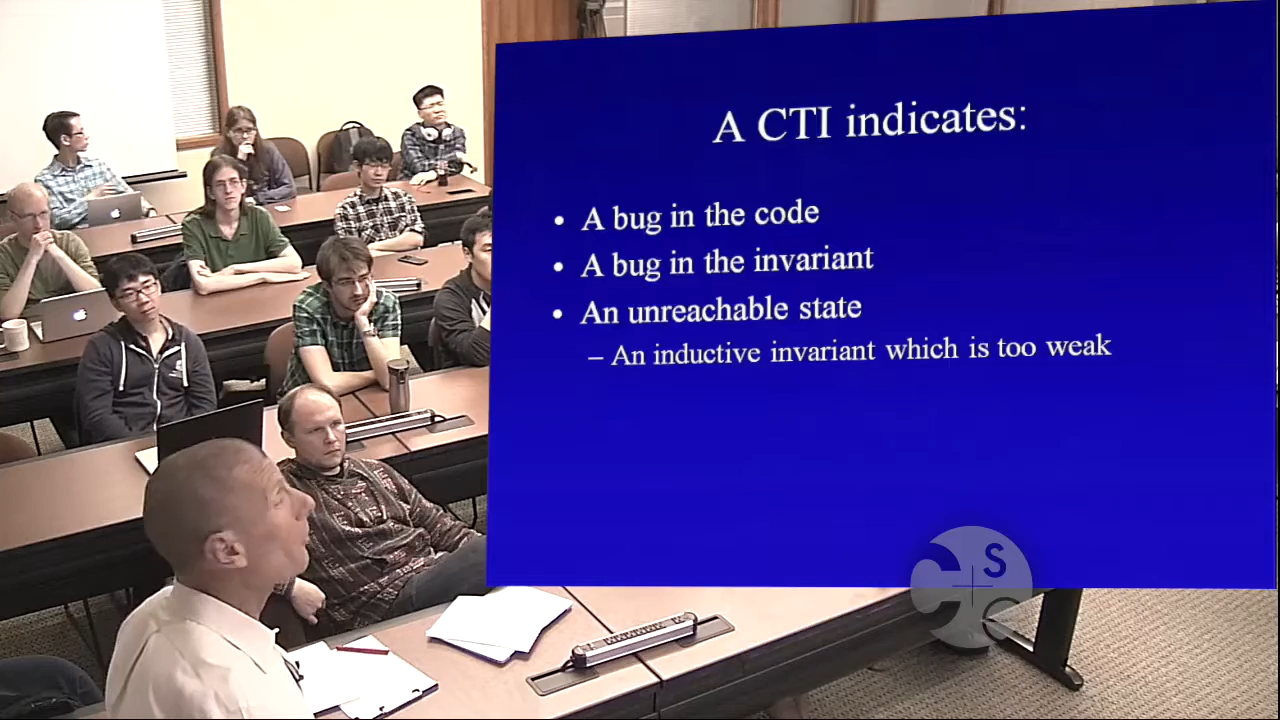 A CTI indicates:
• A bug in the code
• A bug in the invariant
• An unreachable state
– An inductive invariant which is too weak
S